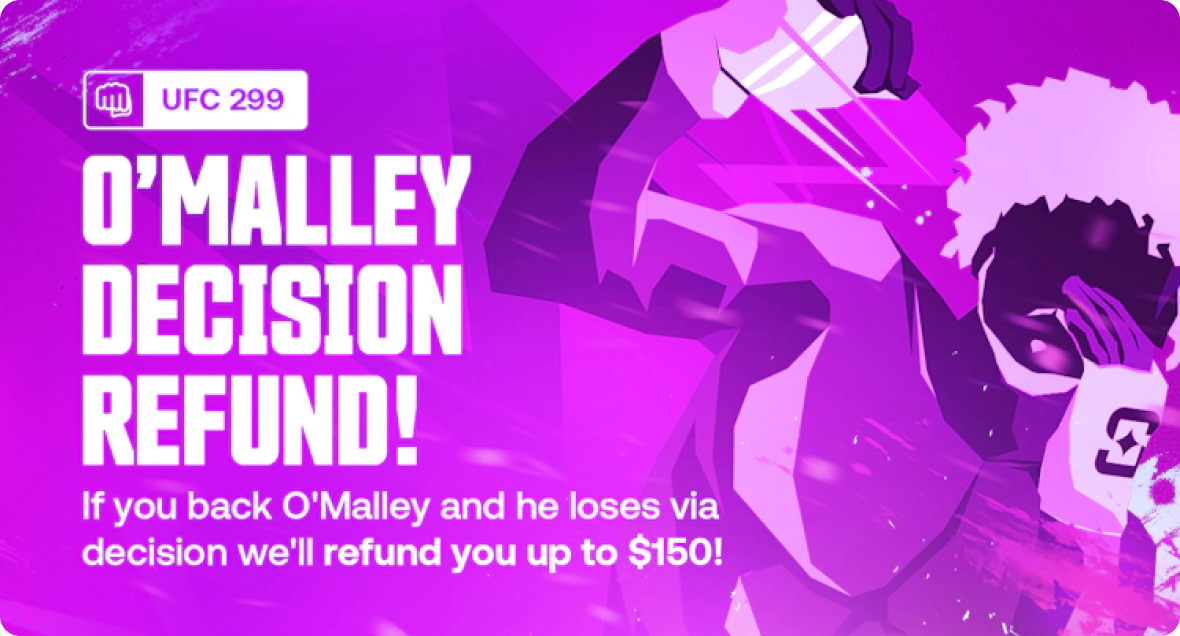 UFC 299
O'MALLEY
DECISION
REFUND!
If you back O'Malley and he loses via
decision we'll refund you up to $150!